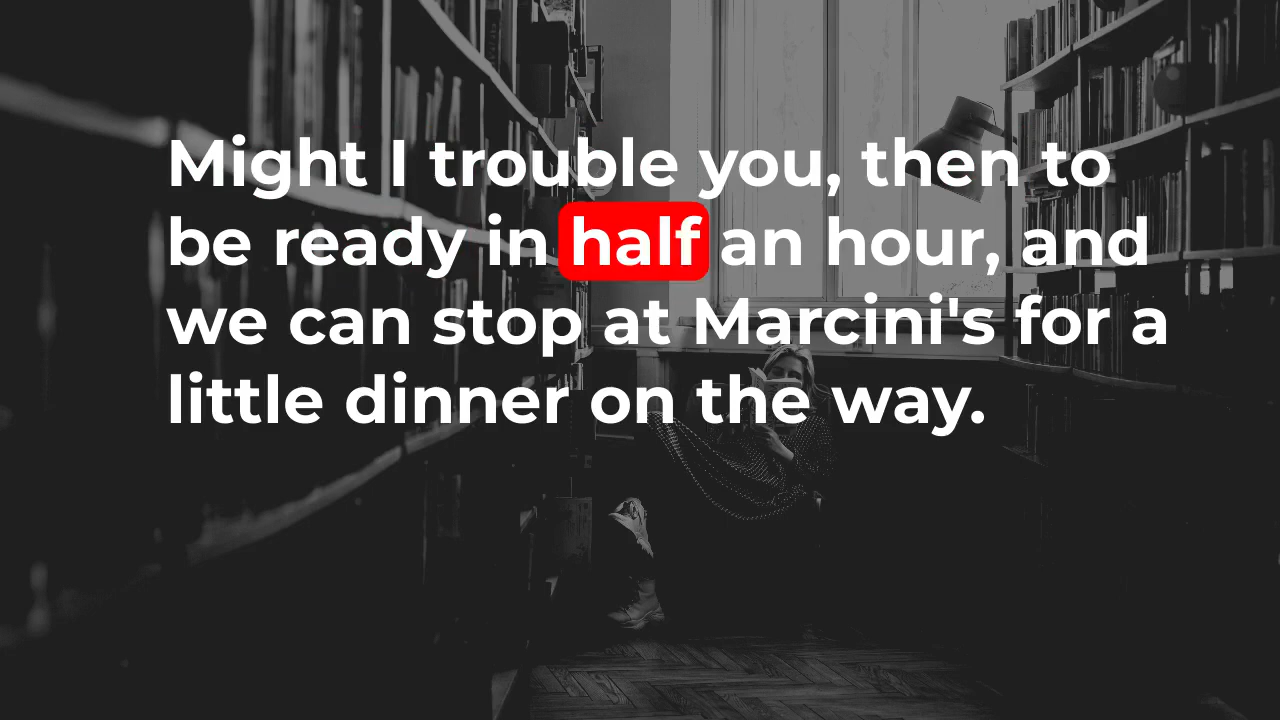 Might I trouble you, then to
be ready in half an hour, and
we can stop at Marcini's for a
little dinner on the way.